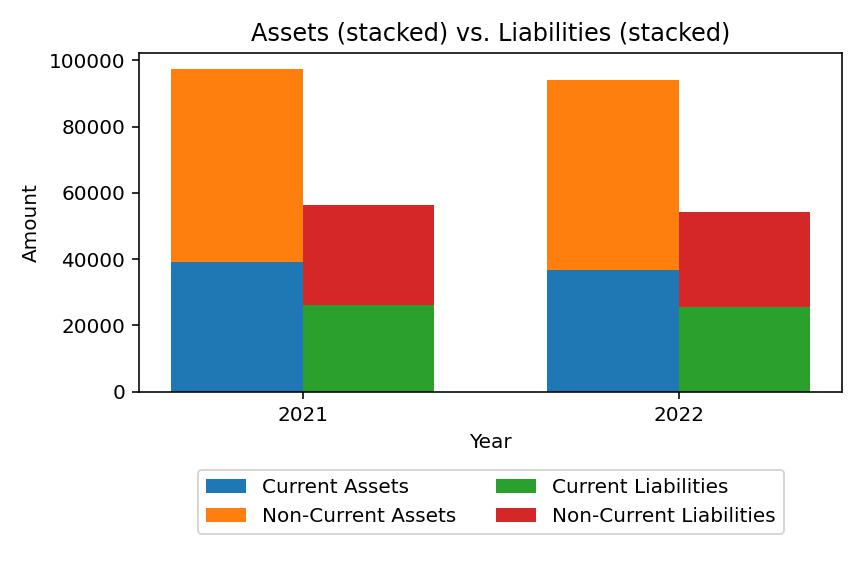 Assets (stacked) vs. Liabilities (stacked)
100000
80000
60000
40000
20000
0
Amount
2021
2022
Year
Current Assets
Non-Current Assets
Current Liabilities
Non-Current Liabilities